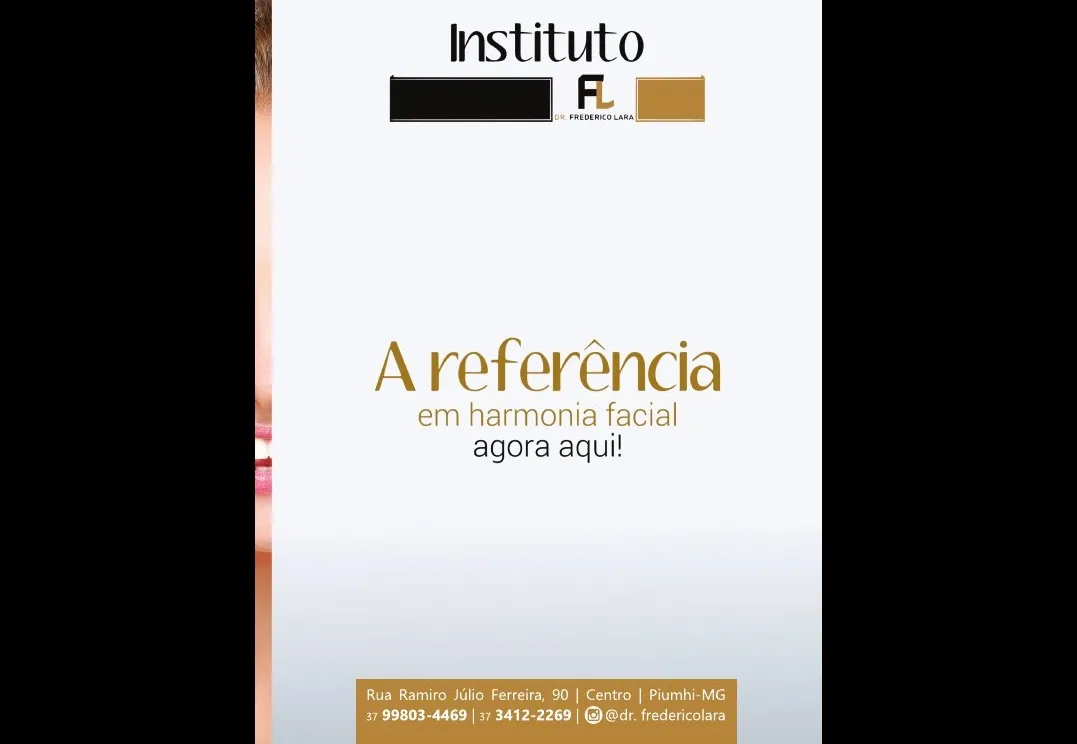 Instituto
FL
DR. FREDERICO LARA
A referência
em harmonia facial
agora aqui!
Rua Ramiro Júlio Ferreira, 90 | Centro | Piumhi-MG
37 99803-4469 | 37 3412-2269 | @dr. fredericolara